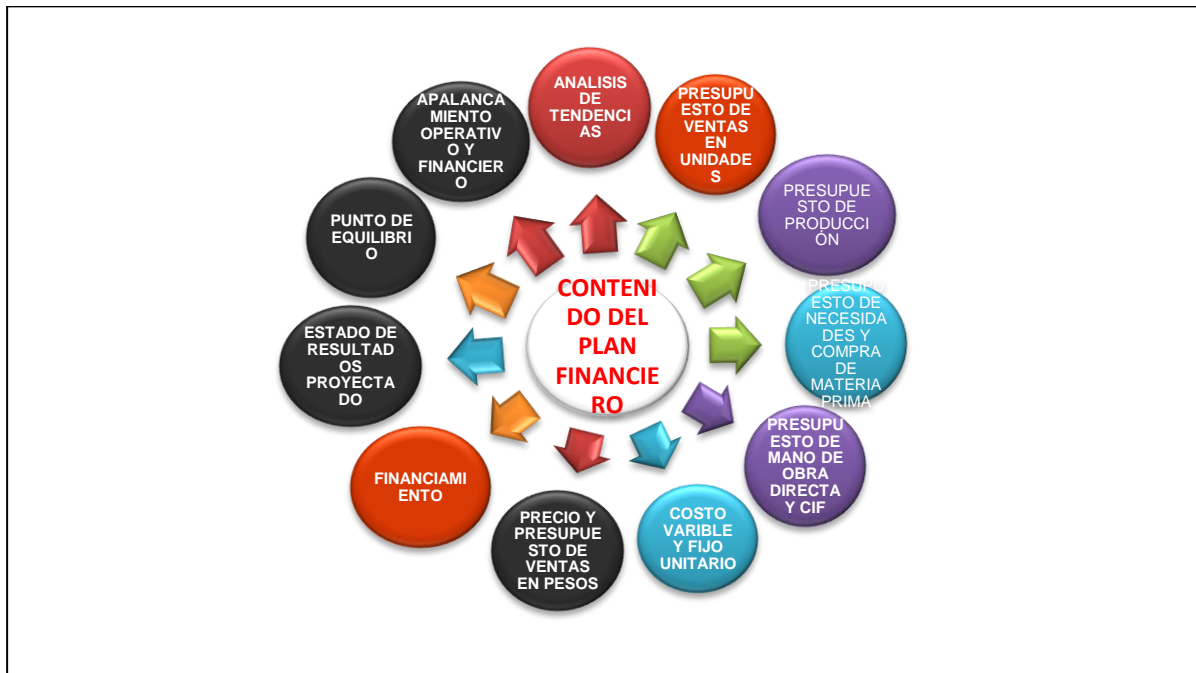 ANALISIS
DE
TENDENC
IAS
PRESUPU
ESTO DE
VENTAS
EN
UNIDADE
S
PRESUPUE
STO DE
PRODUCCI
ÓN
PRESUPU
ESTO DE
NECESIDA
DES Y
COMPRA
DE
MATERIA
PRIMA
PRESUPU
ESTO DE
MANO DE
OBRA
DIRECTA
Y CIF
COSTO
VARIBLE
Y FIJO
UNITARIO
PRECIO Y
PRESUPUE
STO DE
VENTAS
EN PESOS
FINANCIAMI
ENTO
ESTADO DE
RESULTAD
OS
PROYECTA
DO
PUNTO DE
EQUILIBRI
O
APALANCA
MIENTO
OPERATIV
O Y
FINANCIER
O
CONTENI
DO DEL
PLAN
FINANCIE
RO